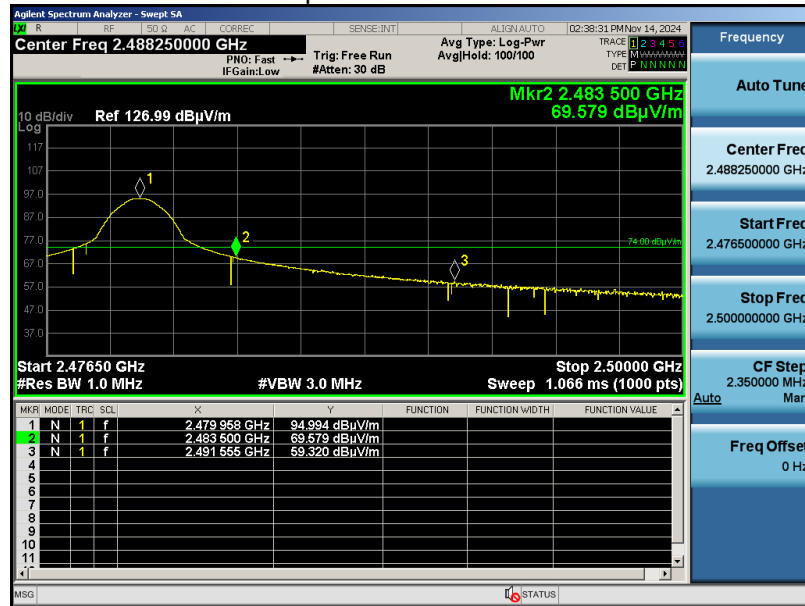 Agilent Spectrum Analyzer - Swept SA
LXI R RF 50 Ω AC CORREC SENSE:INT ALIGN AUTO 02:38:31 PM Nov 14, 2024
Center Freq 2.488250000 GHz
PNO: Fast
IFGain:Low
Trig: Free Run
#Atten: 30 dB
Avg Type: Log-Pwr
Avg|Hold: 100/100
TRACE 1 2 3 4 5 6
TYPE M
DET P N N N N N
Mkr2 2.483 500 GHz
69.579 dBµV/m
10 dB/div Ref 126.99 dBµV/m
Log
117
107
97.0
87.0
77.0
67.0
57.0
47.0
37.0
1
2
3
74.00 dBµV/m
Start 2.47650 GHz Stop 2.50000 GHz
#Res BW 1.0 MHz #VBW 3.0 MHz Sweep 1.066 ms (1000 pts)
MKR MODE TRC SCL X Y FUNCTION FUNCTION WIDTH FUNCTION VALUE
1 N 1 f 2.479 958 GHz 94.994 dBµV/m
2 N 1 f 2.483 500 GHz 69.579 dBµV/m
3 N 1 f 2.491 555 GHz 59.320 dBµV/m
4
5
6
7
8
9
10
11
MSG STATUS
Frequency
Auto Tune
Center Freq
2.488250000 GHz
Start Freq
2.476500000 GHz
Stop Freq
2.500000000 GHz
CF Step
2.350000 MHz
Auto Man
Freq Offset
0 Hz